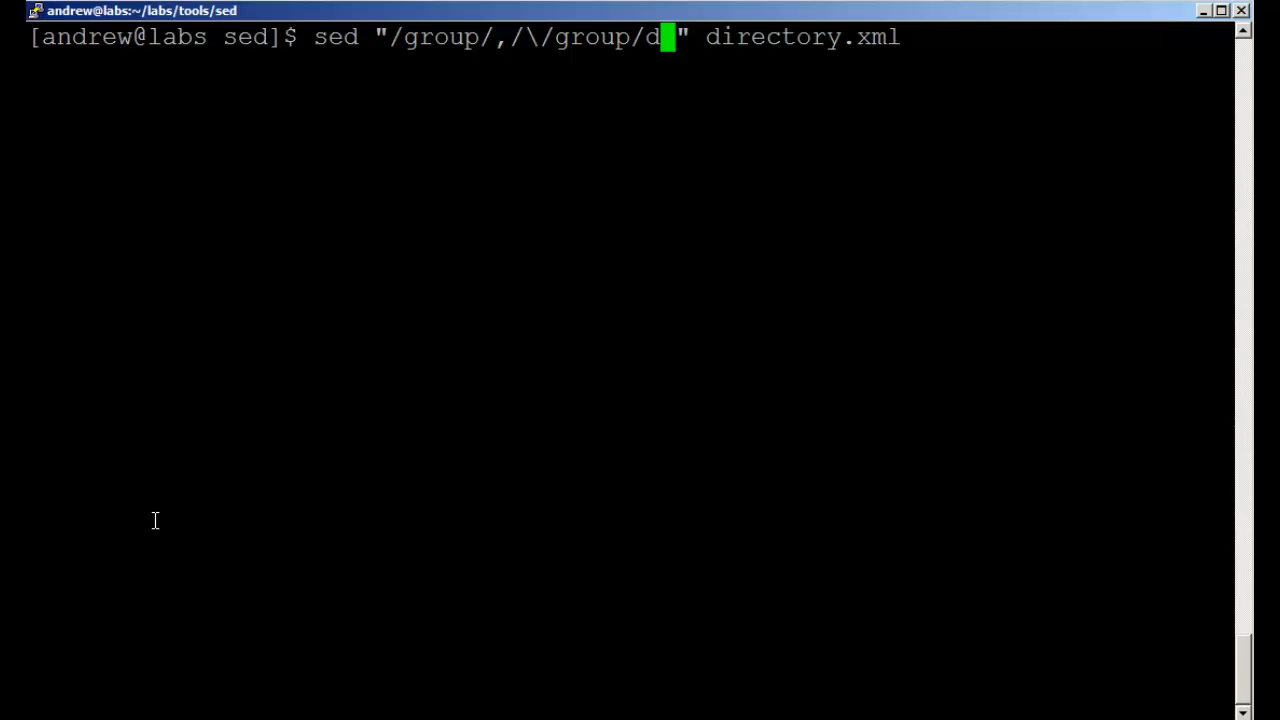 andrew@labs:~/labs/tools/sed
[andrew@labs sed]$ sed "/group/,/\/group/d " directory.xml